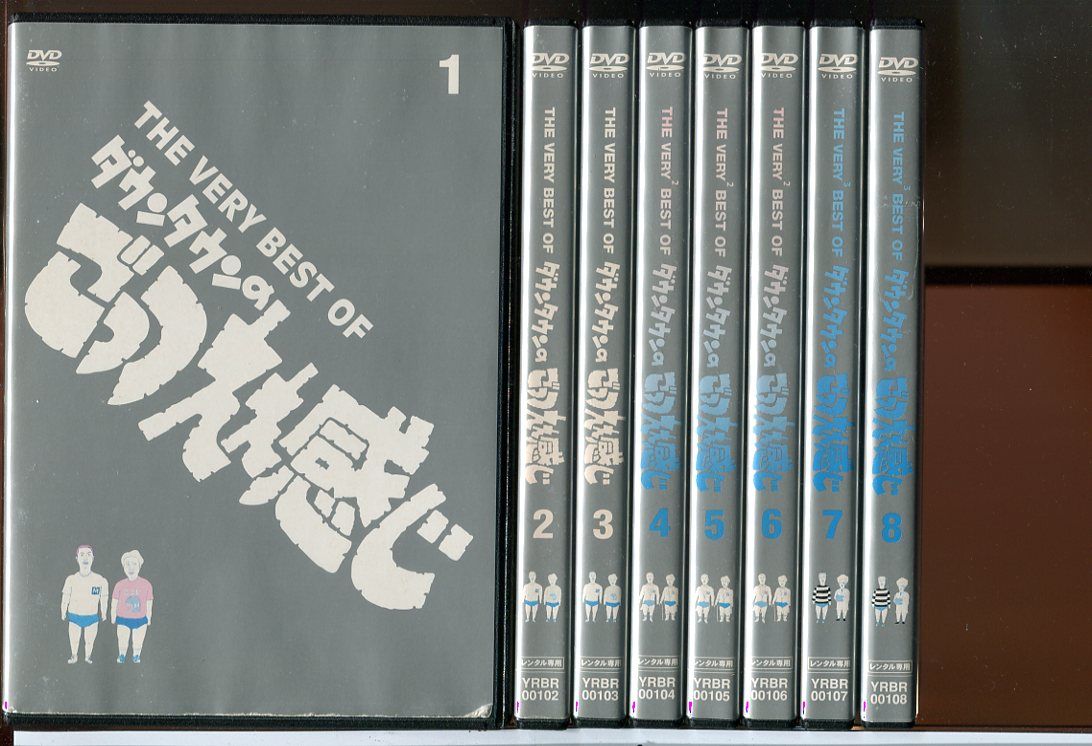 DVD
VIDEO
1
THE VERY BEST OF
ダウンタウンの
ごっつええ感じ
DVD
VIDEO
THE VERY BEST OF ダウンタウンの ごっつええ感じ
2
レンタル専用
YRBR
00102
DVD
VIDEO
THE VERY BEST OF ダウンタウンの ごっつええ感じ
3
レンタル専用
YRBR
00103
DVD
VIDEO
THE VERY² BEST OF ダウンタウンの ごっつええ感じ
4
レンタル専用
YRBR
00104
DVD
VIDEO
THE VERY² BEST OF ダウンタウンの ごっつええ感じ
5
レンタル専用
YRBR
00105
DVD
VIDEO
THE VERY² BEST OF ダウンタウンの ごっつええ感じ
6
レンタル専用
YRBR
00106
DVD
VIDEO
THE VERY³ BEST OF ダウンタウンの ごっつええ感じ
7
レンタル専用
YRBR
00107
DVD
VIDEO
THE VERY³ BEST OF ダウンタウンの ごっつええ感じ
8
レンタル専用
YRBR
00108